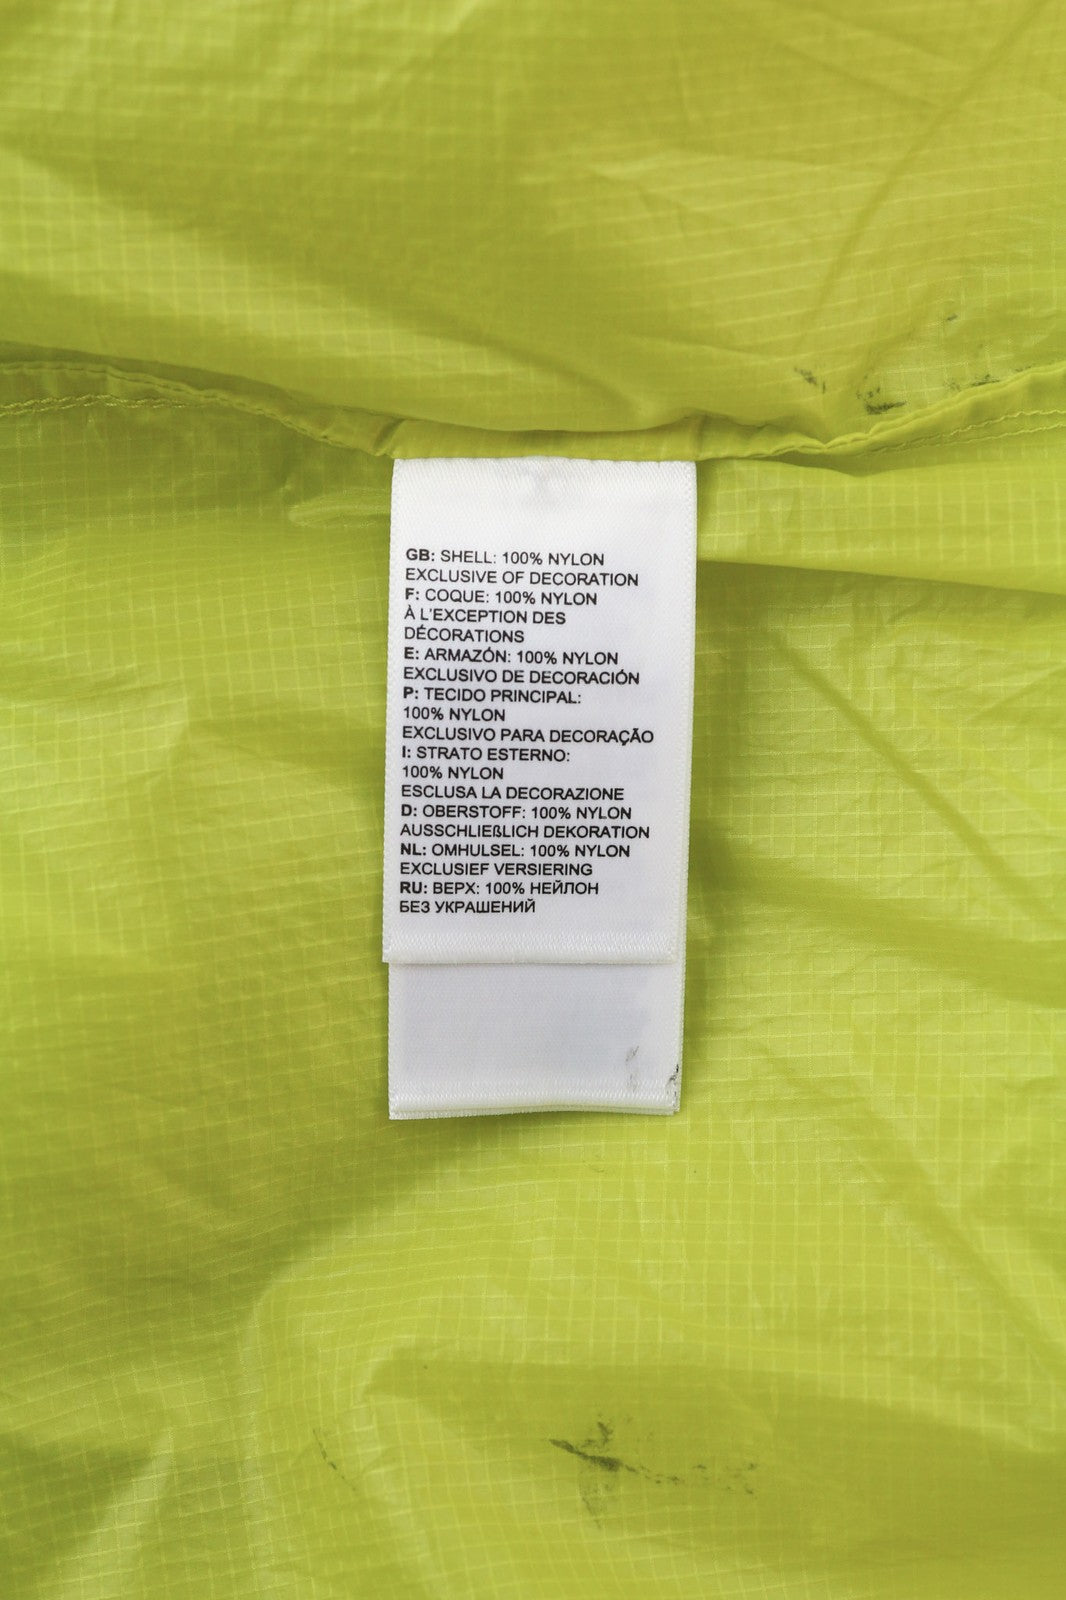 GB: SHELL: 100% NYLON
EXCLUSIVE OF DECORATION
F: COQUE: 100% NYLON
À L'EXCEPTION DES
DÉCORATIONS
E: ARMAZÓN: 100% NYLON
EXCLUSIVO DE DECORACIÓN
P: TECIDO PRINCIPAL:
100% NYLON
EXCLUSIVO PARA DECORAÇÃO
I: STRATO ESTERNO:
100% NYLON
ESCLUSA LA DECORAZIONE
D: OBERSTOFF: 100% NYLON
AUSSCHLIEßLICH DEKORATION
NL: OMHULSEL: 100% NYLON
EXCLUSIEF VERSIERING
RU: ВЕРХ: 100% НЕЙЛОН
БЕЗ УКРАШЕНИЙ